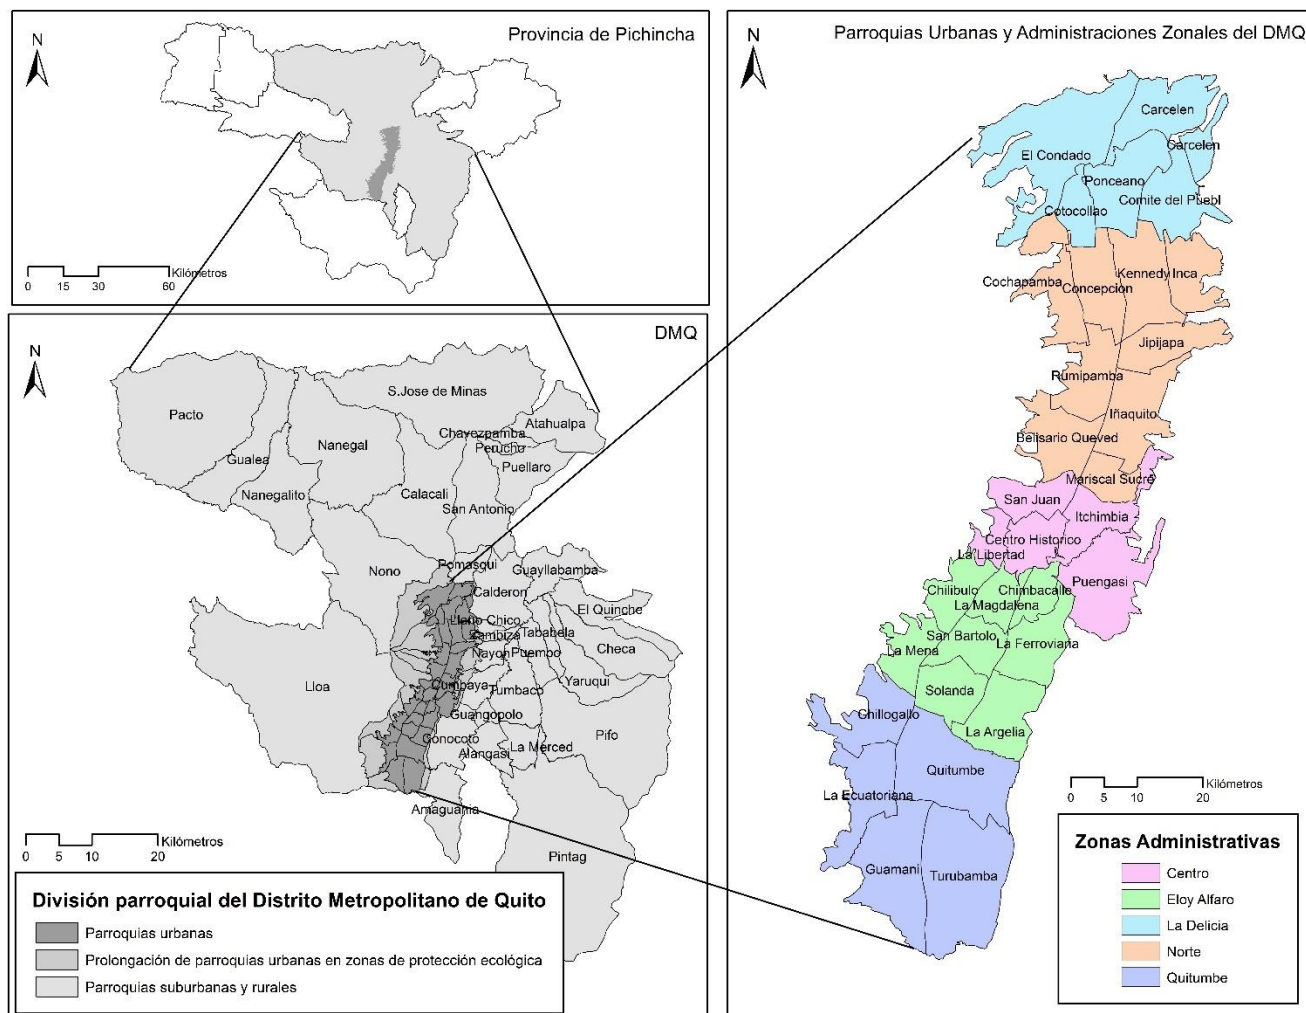 Provincia de Pichincha
N
Kilómetros
0 15 30 60
DMQ
N
S.Jose de Minas
Pacto
Atahualpa
Chavezpamba
Nanegal
Perucho
Gualea
Puellaro
Nanegalito
Calacali
San Antonio
Pomasqui
Nono
Guayllabamba
Calderon
El Quinche
Llano Chico
Zambiza
Tababela
Checa
Nayon
Puembo
Lloa
Cumbaya
Yaruqui
Tumbaco
Guangopolo
Pifo
Conocoto
La Merced
Alangasi
Amaguania
Pintag
Kilómetros
0 5 10 20
División parroquial del Distrito Metropolitano de Quito
Parroquias urbanas
Prolongación de parroquias urbanas en zonas de protección ecológica
Parroquias suburbanas y rurales
Parroquias Urbanas y Administraciones Zonales del DMQ
N
Carcelen
Carcelen
El Condado
Ponceano
Comite del Puebl
Cotocollao
Kennedy
Inca
Cochapamba
Concepcion
Jipijapa
Rumipamba
Iñaquito
Belisario Queved
Mariscal Sucre
San Juan
Itchimbia
Centro Historico
La Libertad
Puengasi
Chilibulo
Chimbacalle
La Magdalena
San Bartolo
La Ferroviaria
La Mena
Solanda
Chillogallo
La Argelia
Quitumbe
La Ecuatoriana
Guamani
Turubamba
Kilómetros
0 5 10 20
Zonas Administrativas
Centro
Eloy Alfaro
La Delicia
Norte
Quitumbe